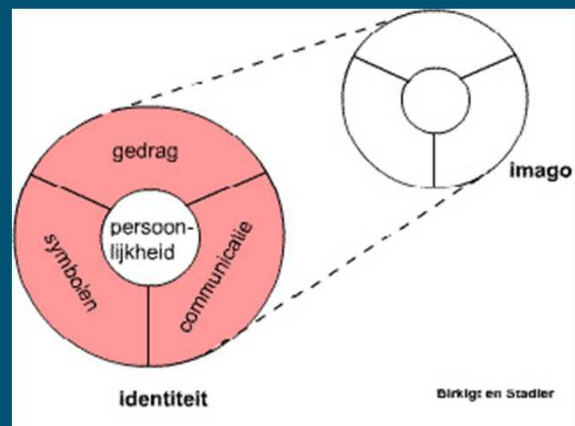 gedrag
persoon-
lijkheid
symbolen
communicatie
identiteit
imago
Birkigt en Stadler